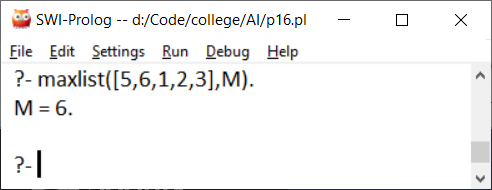 SWI-Prolog -- d:/Code/college/AI/p16.pl
File Edit Settings Run Debug Help
?- maxlist([5,6,1,2,3],M).
M = 6.
?-